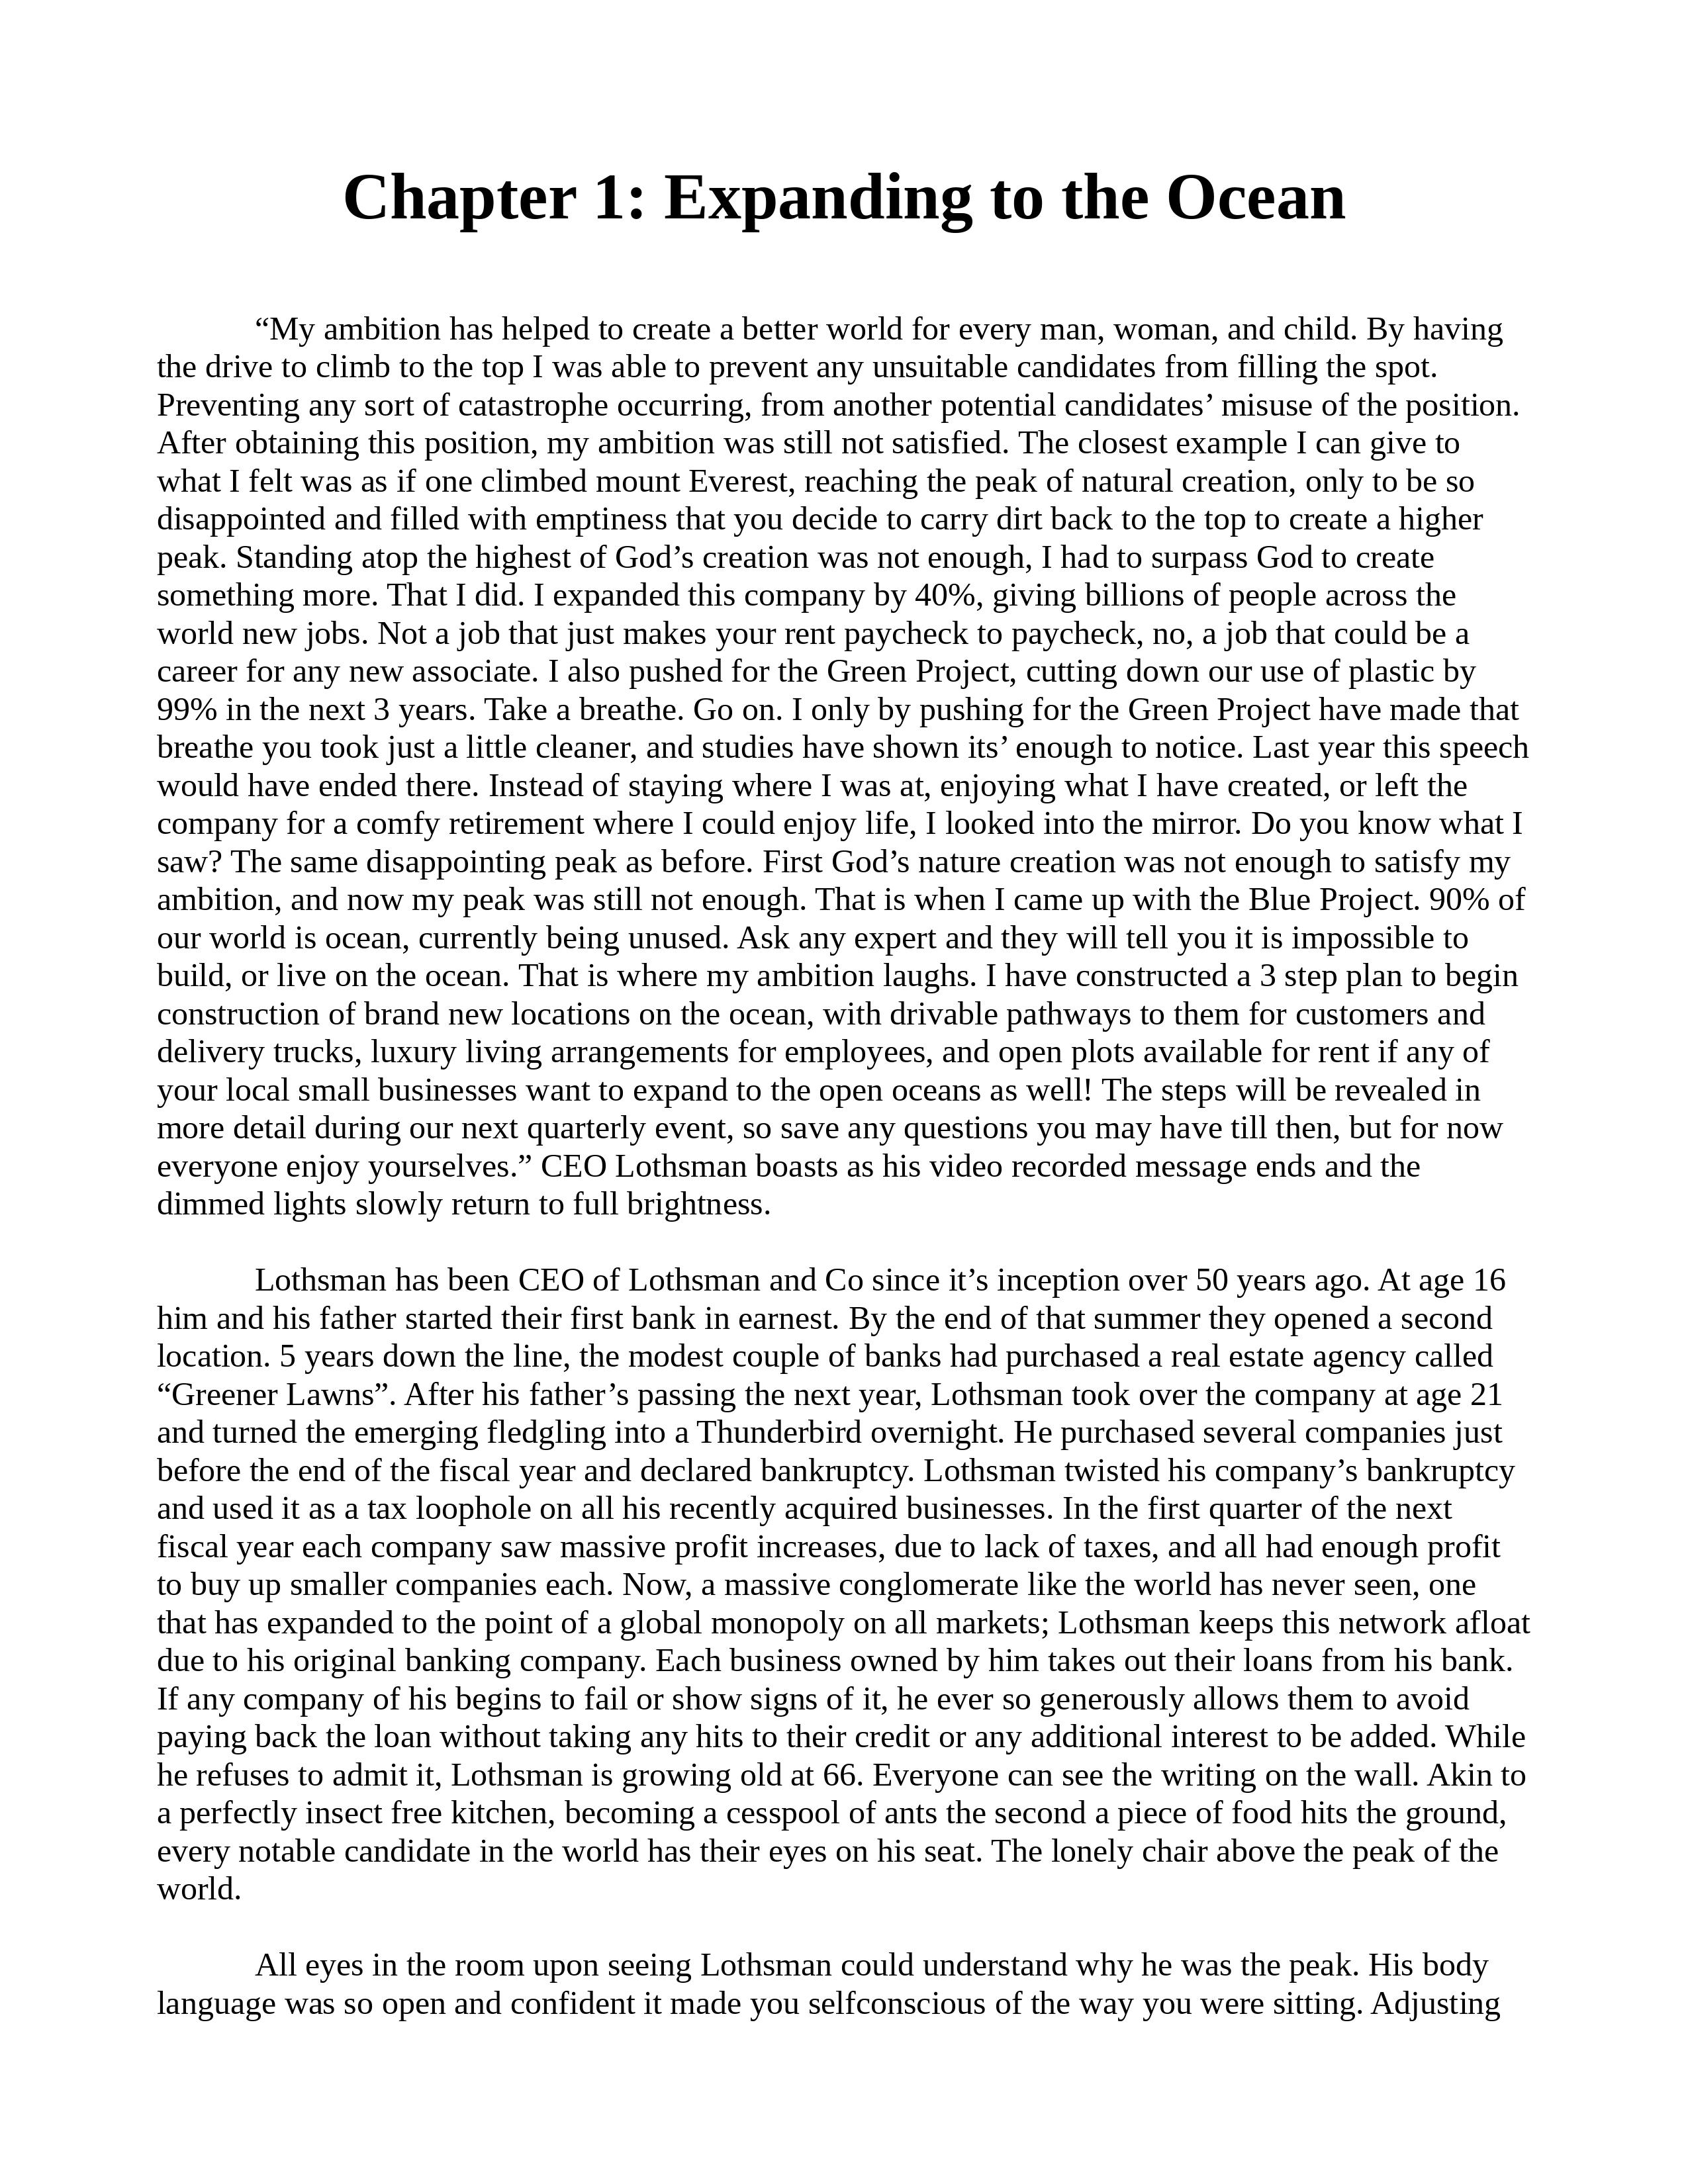 Chapter 1: Expanding to the Ocean
“My ambition has helped to create a better world for every man, woman, and child. By having
the drive to climb to the top I was able to prevent any unsuitable candidates from filling the spot.
Preventing any sort of catastrophe occurring, from another potential candidates’ misuse of the position.
After obtaining this position, my ambition was still not satisfied. The closest example I can give to
what I felt was as if one climbed mount Everest, reaching the peak of natural creation, only to be so
disappointed and filled with emptiness that you decide to carry dirt back to the top to create a higher
peak. Standing atop the highest of God’s creation was not enough, I had to surpass God to create
something more. That I did. I expanded this company by 40%, giving billions of people across the
world new jobs. Not a job that just makes your rent paycheck to paycheck, no, a job that could be a
career for any new associate. I also pushed for the Green Project, cutting down our use of plastic by
99% in the next 3 years. Take a breathe. Go on. I only by pushing for the Green Project have made that
breathe you took just a little cleaner, and studies have shown its’ enough to notice. Last year this speech
would have ended there. Instead of staying where I was at, enjoying what I have created, or left the
company for a comfy retirement where I could enjoy life, I looked into the mirror. Do you know what I
saw? The same disappointing peak as before. First God’s nature creation was not enough to satisfy my
ambition, and now my peak was still not enough. That is when I came up with the Blue Project. 90% of
our world is ocean, currently being unused. Ask any expert and they will tell you it is impossible to
build, or live on the ocean. That is where my ambition laughs. I have constructed a 3 step plan to begin
construction of brand new locations on the ocean, with drivable pathways to them for customers and
delivery trucks, luxury living arrangements for employees, and open plots available for rent if any of
your local small businesses want to expand to the open oceans as well! The steps will be revealed in
more detail during our next quarterly event, so save any questions you may have till then, but for now
everyone enjoy yourselves.” CEO Lothsman boasts as his video recorded message ends and the
dimmed lights slowly return to full brightness.
Lothsman has been CEO of Lothsman and Co since it’s inception over 50 years ago. At age 16
him and his father started their first bank in earnest. By the end of that summer they opened a second
location. 5 years down the line, the modest couple of banks had purchased a real estate agency called
“Greener Lawns”. After his father’s passing the next year, Lothsman took over the company at age 21
and turned the emerging fledgling into a Thunderbird overnight. He purchased several companies just
before the end of the fiscal year and declared bankruptcy. Lothsman twisted his company’s bankruptcy
and used it as a tax loophole on all his recently acquired businesses. In the first quarter of the next
fiscal year each company saw massive profit increases, due to lack of taxes, and all had enough profit
to buy up smaller companies each. Now, a massive conglomerate like the world has never seen, one
that has expanded to the point of a global monopoly on all markets; Lothsman keeps this network afloat
due to his original banking company. Each business owned by him takes out their loans from his bank.
If any company of his begins to fail or show signs of it, he ever so generously allows them to avoid
paying back the loan without taking any hits to their credit or any additional interest to be added. While
he refuses to admit it, Lothsman is growing old at 66. Everyone can see the writing on the wall. Akin to
a perfectly insect free kitchen, becoming a cesspool of ants the second a piece of food hits the ground,
every notable candidate in the world has their eyes on his seat. The lonely chair above the peak of the
world.
All eyes in the room upon seeing Lothsman could understand why he was the peak. His body
language was so open and confident it made you selfconscious of the way you were sitting. Adjusting